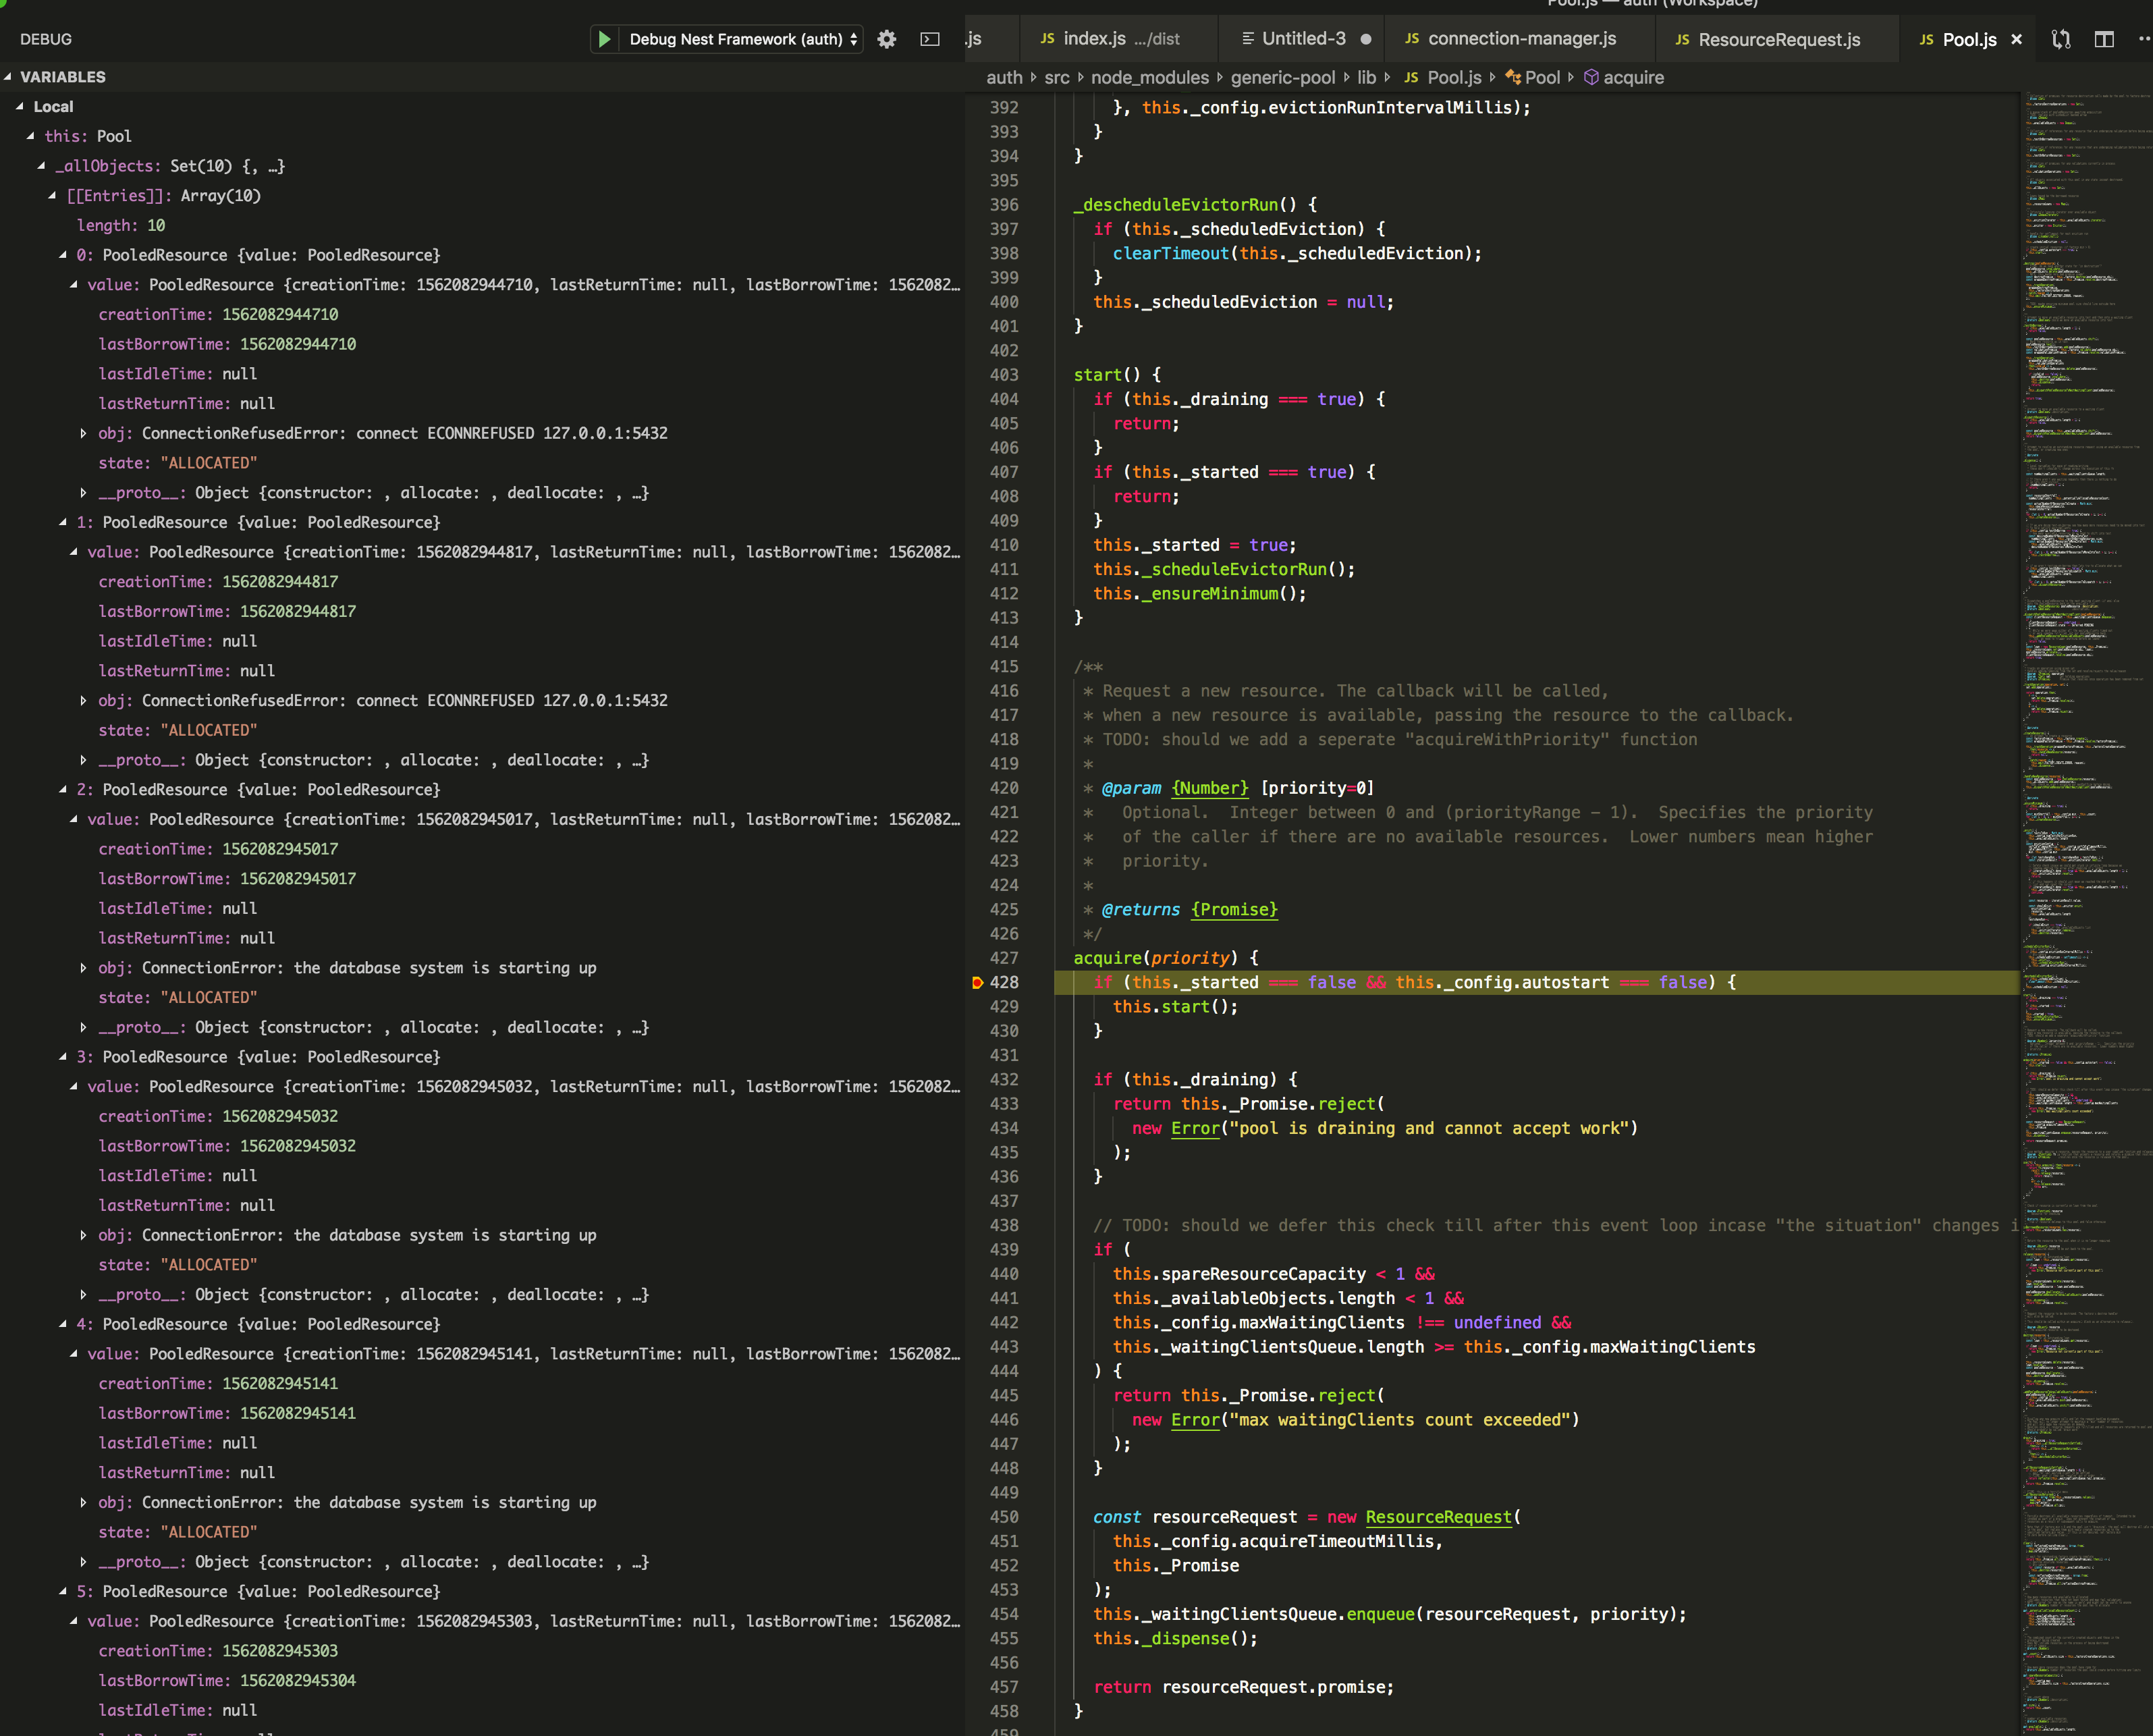 Pool.js — auth (Workspace)
DEBUG
Debug Nest Framework (auth)
.js
JS index.js .../dist
Untitled-3
JS connection-manager.js
JS ResourceRequest.js
JS Pool.js
VARIABLES
Local
this: Pool
_allObjects: Set(10) {, …}
[[Entries]]: Array(10)
length: 10
0: PooledResource {value: PooledResource}
value: PooledResource {creationTime: 1562082944710, lastReturnTime: null, lastBorrowTime: 1562082…
creationTime: 1562082944710
lastBorrowTime: 1562082944710
lastIdleTime: null
lastReturnTime: null
obj: ConnectionRefusedError: connect ECONNREFUSED 127.0.0.1:5432
state: "ALLOCATED"
__proto__: Object {constructor: , allocate: , deallocate: , …}
1: PooledResource {value: PooledResource}
value: PooledResource {creationTime: 1562082944817, lastReturnTime: null, lastBorrowTime: 1562082…
creationTime: 1562082944817
lastBorrowTime: 1562082944817
lastIdleTime: null
lastReturnTime: null
obj: ConnectionRefusedError: connect ECONNREFUSED 127.0.0.1:5432
state: "ALLOCATED"
__proto__: Object {constructor: , allocate: , deallocate: , …}
2: PooledResource {value: PooledResource}
value: PooledResource {creationTime: 1562082945017, lastReturnTime: null, lastBorrowTime: 1562082…
creationTime: 1562082945017
lastBorrowTime: 1562082945017
lastIdleTime: null
lastReturnTime: null
obj: ConnectionError: the database system is starting up
state: "ALLOCATED"
__proto__: Object {constructor: , allocate: , deallocate: , …}
3: PooledResource {value: PooledResource}
value: PooledResource {creationTime: 1562082945032, lastReturnTime: null, lastBorrowTime: 1562082…
creationTime: 1562082945032
lastBorrowTime: 1562082945032
lastIdleTime: null
lastReturnTime: null
obj: ConnectionError: the database system is starting up
state: "ALLOCATED"
__proto__: Object {constructor: , allocate: , deallocate: , …}
4: PooledResource {value: PooledResource}
value: PooledResource {creationTime: 1562082945141, lastReturnTime: null, lastBorrowTime: 1562082…
creationTime: 1562082945141
lastBorrowTime: 1562082945141
lastIdleTime: null
lastReturnTime: null
obj: ConnectionError: the database system is starting up
state: "ALLOCATED"
__proto__: Object {constructor: , allocate: , deallocate: , …}
5: PooledResource {value: PooledResource}
value: PooledResource {creationTime: 1562082945303, lastReturnTime: null, lastBorrowTime: 1562082…
creationTime: 1562082945303
lastBorrowTime: 1562082945304
lastIdleTime: null
auth src node_modules generic-pool lib JS Pool.js Pool acquire
392 }, this._config.evictionRunIntervalMillis);
393 }
394 }
395
396 _descheduleEvictorRun() {
397 if (this._scheduledEviction) {
398 clearTimeout(this._scheduledEviction);
399 }
400 this._scheduledEviction = null;
401 }
402
403 start() {
404 if (this._draining === true) {
405 return;
406 }
407 if (this._started === true) {
408 return;
409 }
410 this._started = true;
411 this._scheduleEvictorRun();
412 this._ensureMinimum();
413 }
414
415 /**
416 * Request a new resource. The callback will be called,
417 * when a new resource is available, passing the resource to the callback.
418 * TODO: should we add a seperate "acquireWithPriority" function
419 *
420 * @param {Number} [priority=0]
421 * Optional. Integer between 0 and (priorityRange - 1). Specifies the priority
422 * of the caller if there are no available resources. Lower numbers mean higher
423 * priority.
424 *
425 * @returns {Promise}
426 */
427 acquire(priority) {
428 if (this._started === false && this._config.autostart === false) {
429 this.start();
430 }
431
432 if (this._draining) {
433 return this._Promise.reject(
434 new Error("pool is draining and cannot accept work")
435 );
436 }
437
438 // TODO: should we defer this check till after this event loop incase "the situation" changes i
439 if (
440 this.spareResourceCapacity < 1 &&
441 this._availableObjects.length < 1 &&
442 this._config.maxWaitingClients !== undefined &&
443 this._waitingClientsQueue.length >= this._config.maxWaitingClients
444 ) {
445 return this._Promise.reject(
446 new Error("max waitingClients count exceeded")
447 );
448 }
449
450 const resourceRequest = new ResourceRequest(
451 this._config.acquireTimeoutMillis,
452 this._Promise
453 );
454 this._waitingClientsQueue.enqueue(resourceRequest, priority);
455 this._dispense();
456
457 return resourceRequest.promise;
458 }
459